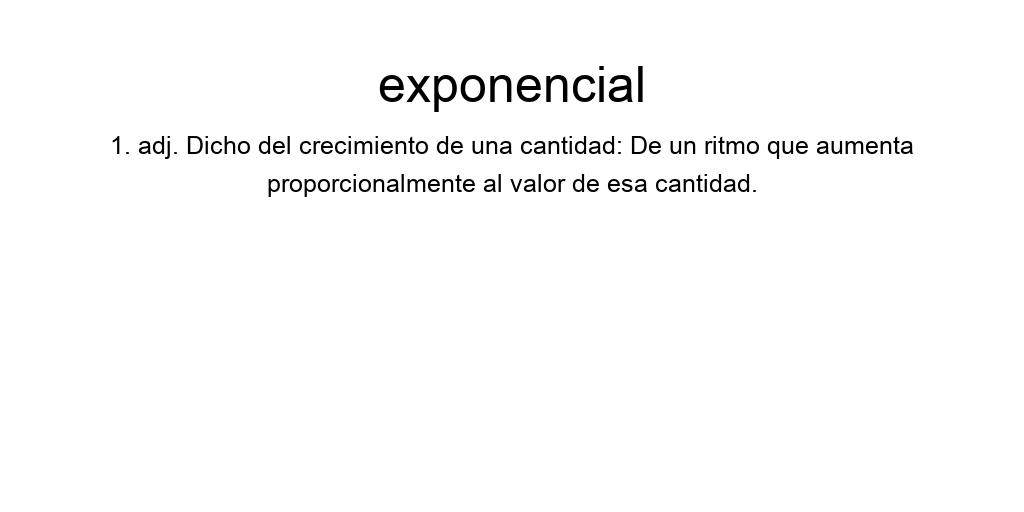 exponencial
1. adj. Dicho del crecimiento de una cantidad: De un ritmo que aumenta
proporcionalmente al valor de esa cantidad.